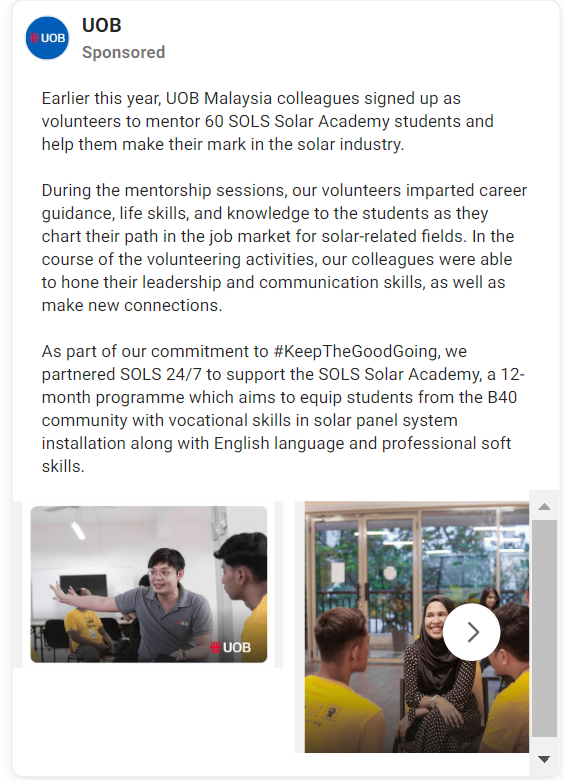 UOB
UOB
Sponsored
Earlier this year, UOB Malaysia colleagues signed up as
volunteers to mentor 60 SOLS Solar Academy students and
help them make their mark in the solar industry.
During the mentorship sessions, our volunteers imparted career
guidance, life skills, and knowledge to the students as they
chart their path in the job market for solar-related fields. In the
course of the volunteering activities, our colleagues were able
to hone their leadership and communication skills, as well as
make new connections.
As part of our commitment to #KeepTheGoodGoing, we
partnered SOLS 24/7 to support the SOLS Solar Academy, a 12-
month programme which aims to equip students from the B40
community with vocational skills in solar panel system
installation along with English language and professional soft
skills.
UOB